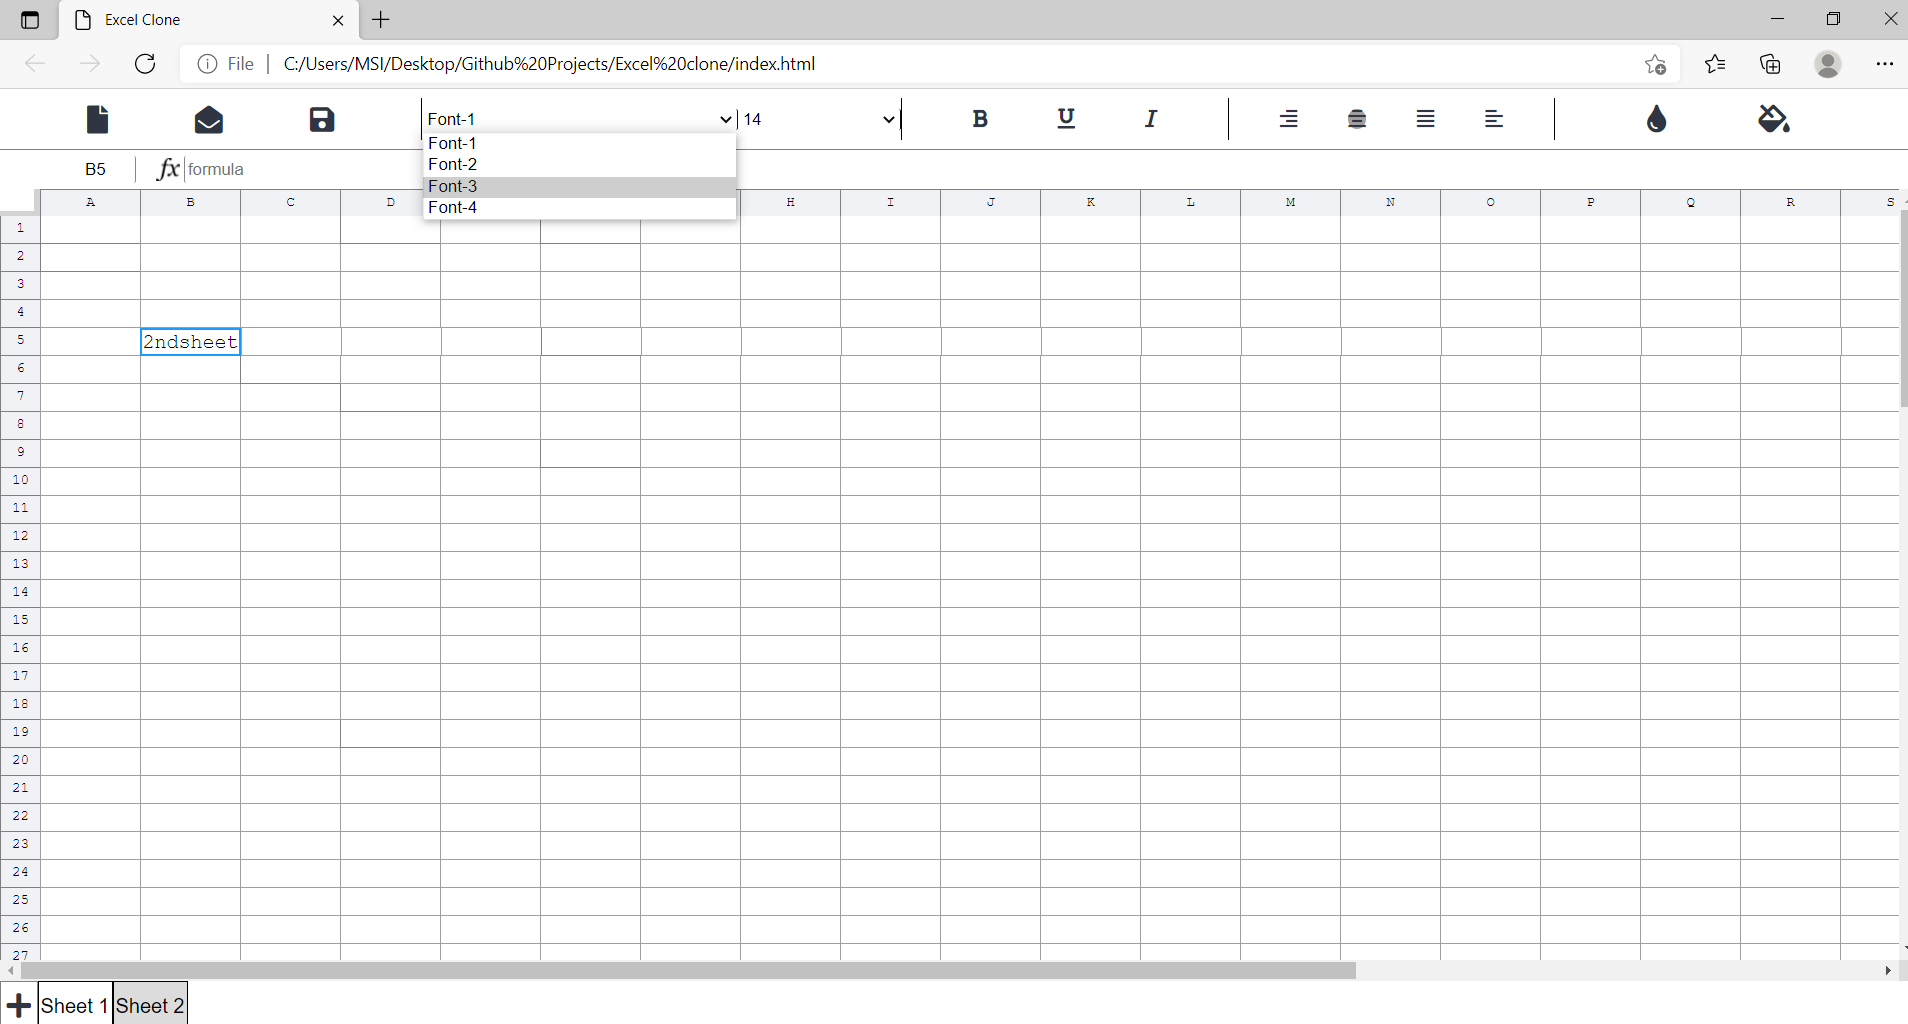 Excel Clone
File C:/Users/MSI/Desktop/Github%20Projects/Excel%20clone/index.html
Font-1 14 B U I
Font-1
Font-2
Font-3
Font-4
B5 fx formula
A B C D H I J K L M N O P Q R S
1
2
3
4
5 2ndsheet
6
7
8
9
10
11
12
13
14
15
16
17
18
19
20
21
22
23
24
25
26
27
Sheet 1 Sheet 2